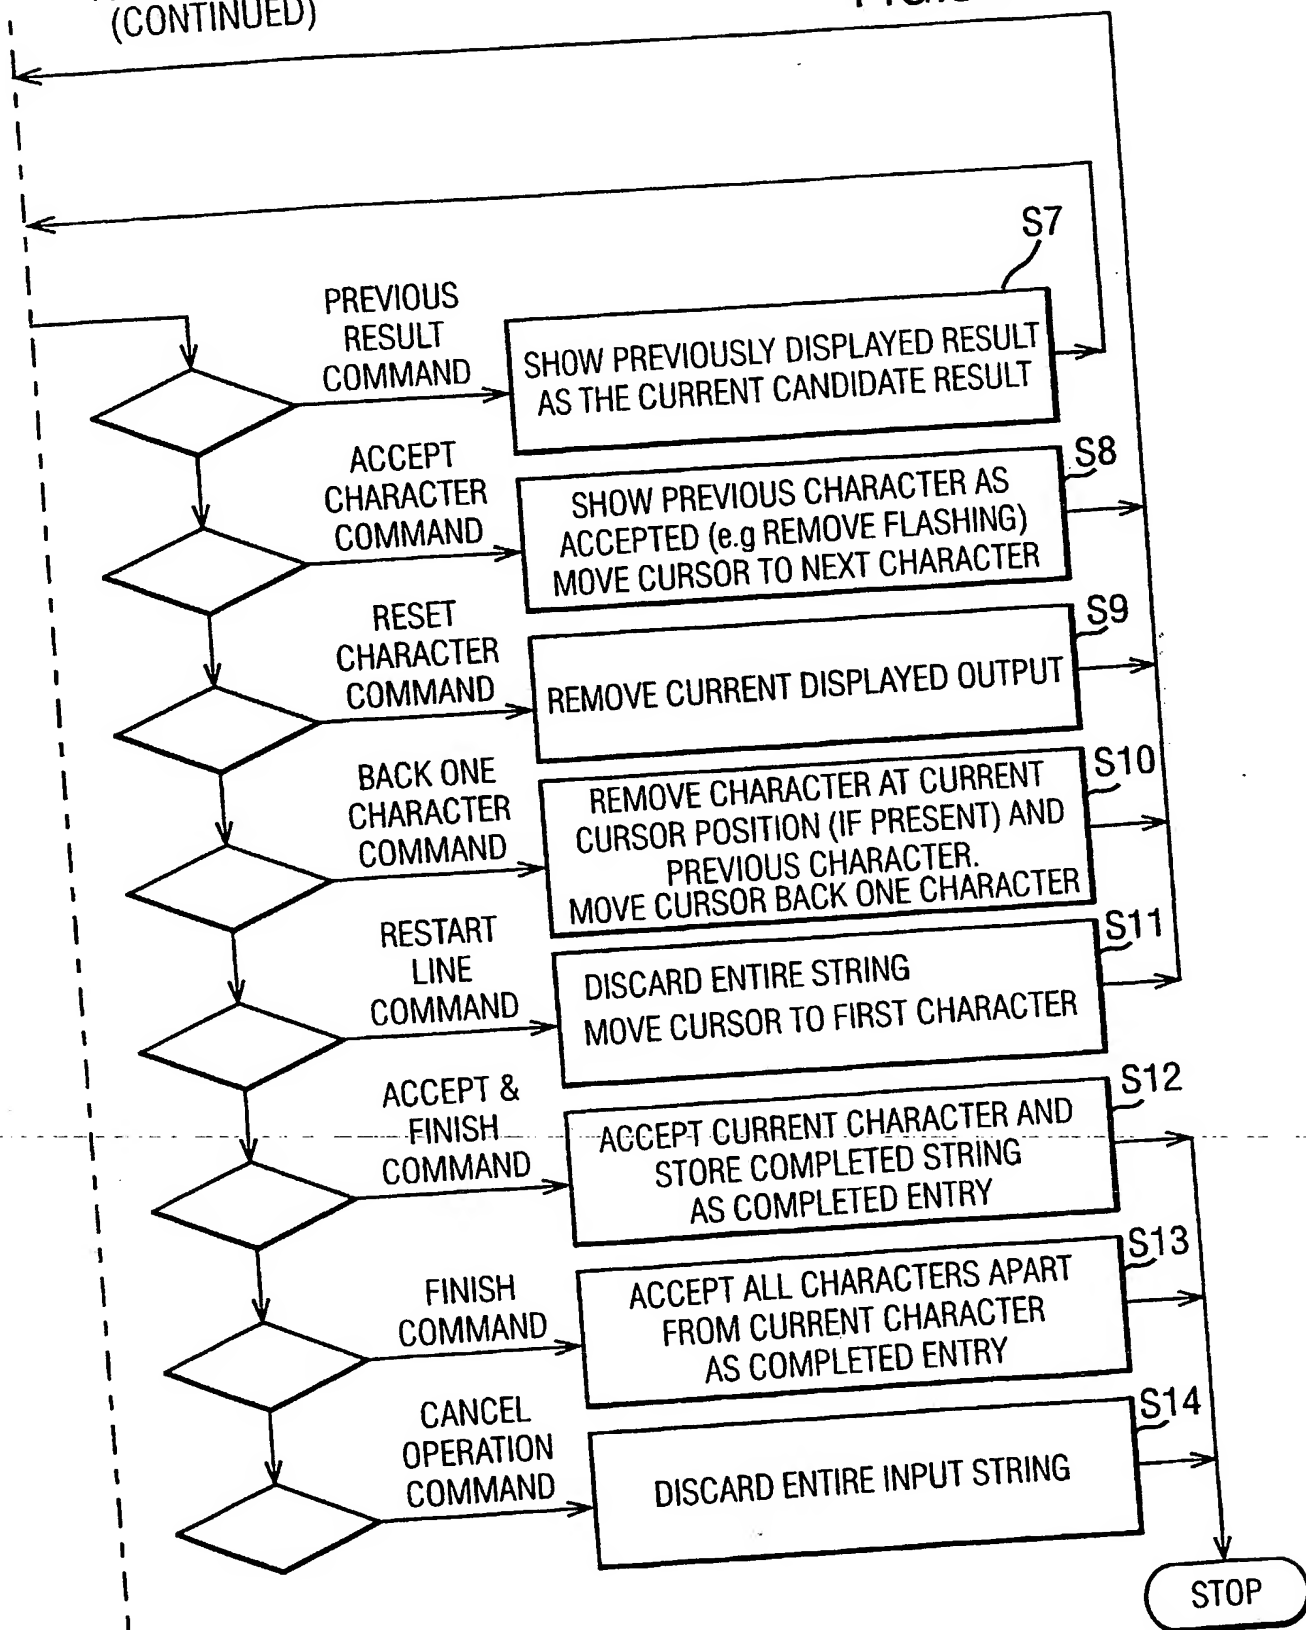 (CONTINUED)
S7
PREVIOUS
RESULT
COMMAND
SHOW PREVIOUSLY DISPLAYED RESULT
AS THE CURRENT CANDIDATE RESULT
S8
ACCEPT
CHARACTER
COMMAND
SHOW PREVIOUS CHARACTER AS
ACCEPTED (e.g REMOVE FLASHING)
MOVE CURSOR TO NEXT CHARACTER
S9
RESET
CHARACTER
COMMAND
REMOVE CURRENT DISPLAYED OUTPUT
S10
BACK ONE
CHARACTER
COMMAND
REMOVE CHARACTER AT CURRENT
CURSOR POSITION (IF PRESENT) AND
PREVIOUS CHARACTER.
MOVE CURSOR BACK ONE CHARACTER
S11
RESTART
LINE
COMMAND
DISCARD ENTIRE STRING
MOVE CURSOR TO FIRST CHARACTER
S12
ACCEPT &
FINISH
COMMAND
ACCEPT CURRENT CHARACTER AND
STORE COMPLETED STRING
AS COMPLETED ENTRY
S13
FINISH
COMMAND
ACCEPT ALL CHARACTERS APART
FROM CURRENT CHARACTER
AS COMPLETED ENTRY
S14
CANCEL
OPERATION
COMMAND
DISCARD ENTIRE INPUT STRING
STOP